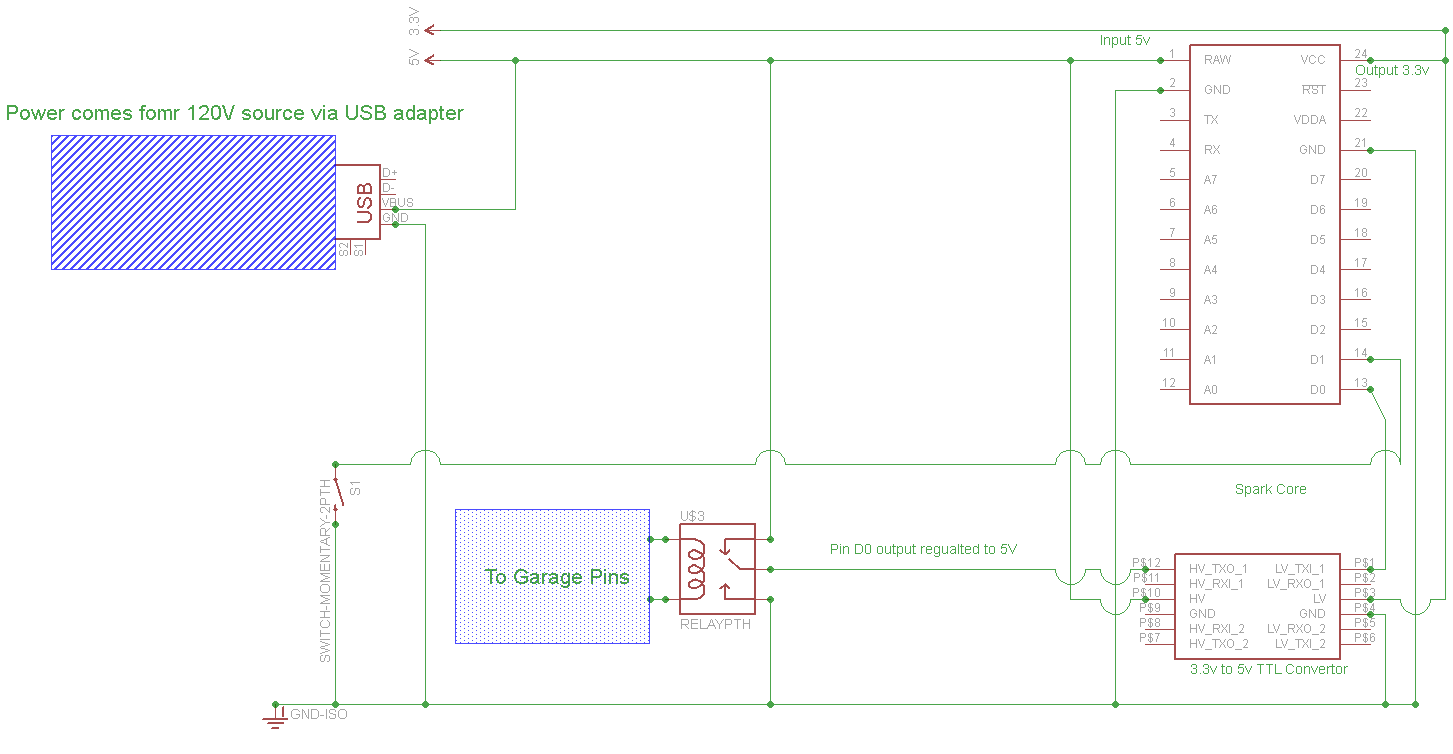 3.3V
5V
Input 5v
Output 3.3v
Power comes fomr 120V source via USB adapter
USB
D+
D-
VBUS
GND
S2
S1
1 RAW VCC 24
2 GND RST 23
3 TX VDDA 22
4 RX GND 21
5 A7 D7 20
6 A6 D6 19
7 A5 D5 18
8 A4 D4 17
9 A3 D3 16
10 A2 D2 15
11 A1 D1 14
12 A0 D0 13
Spark Core
S1
SWITCH-MOMENTARY-2PTH
U$3
To Garage Pins
RELAYPTH
Pin D0 output regualted to 5V
P$12 HV_TXO_1 LV_TXI_1 P$1
P$11 HV_RXI_1 LV_RXO_1 P$2
P$10 HV LV P$3
P$9 GND GND P$4
P$8 HV_RXI_2 LV_RXO_2 P$5
P$7 HV_TXO_2 LV_TXI_2 P$6
3.3v to 5v TTL Convertor
GND-ISO